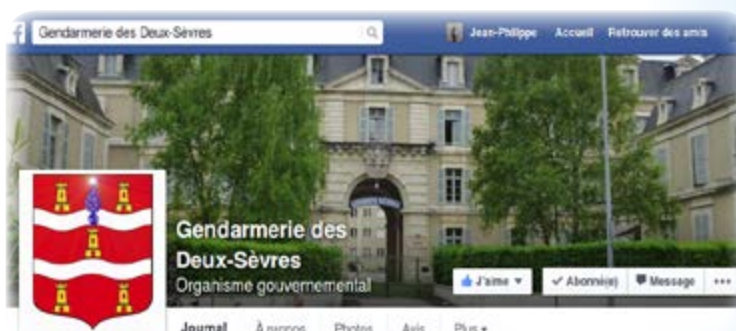 f Gendarmerie des Deux-Sèvres Jean-Philippe Accueil Retrouver des amis
Gendarmerie des
Deux-Sèvres
Organisme gouvernemental
J'aime Abonné(e) Message
Journal À propos Photos Avis Plus